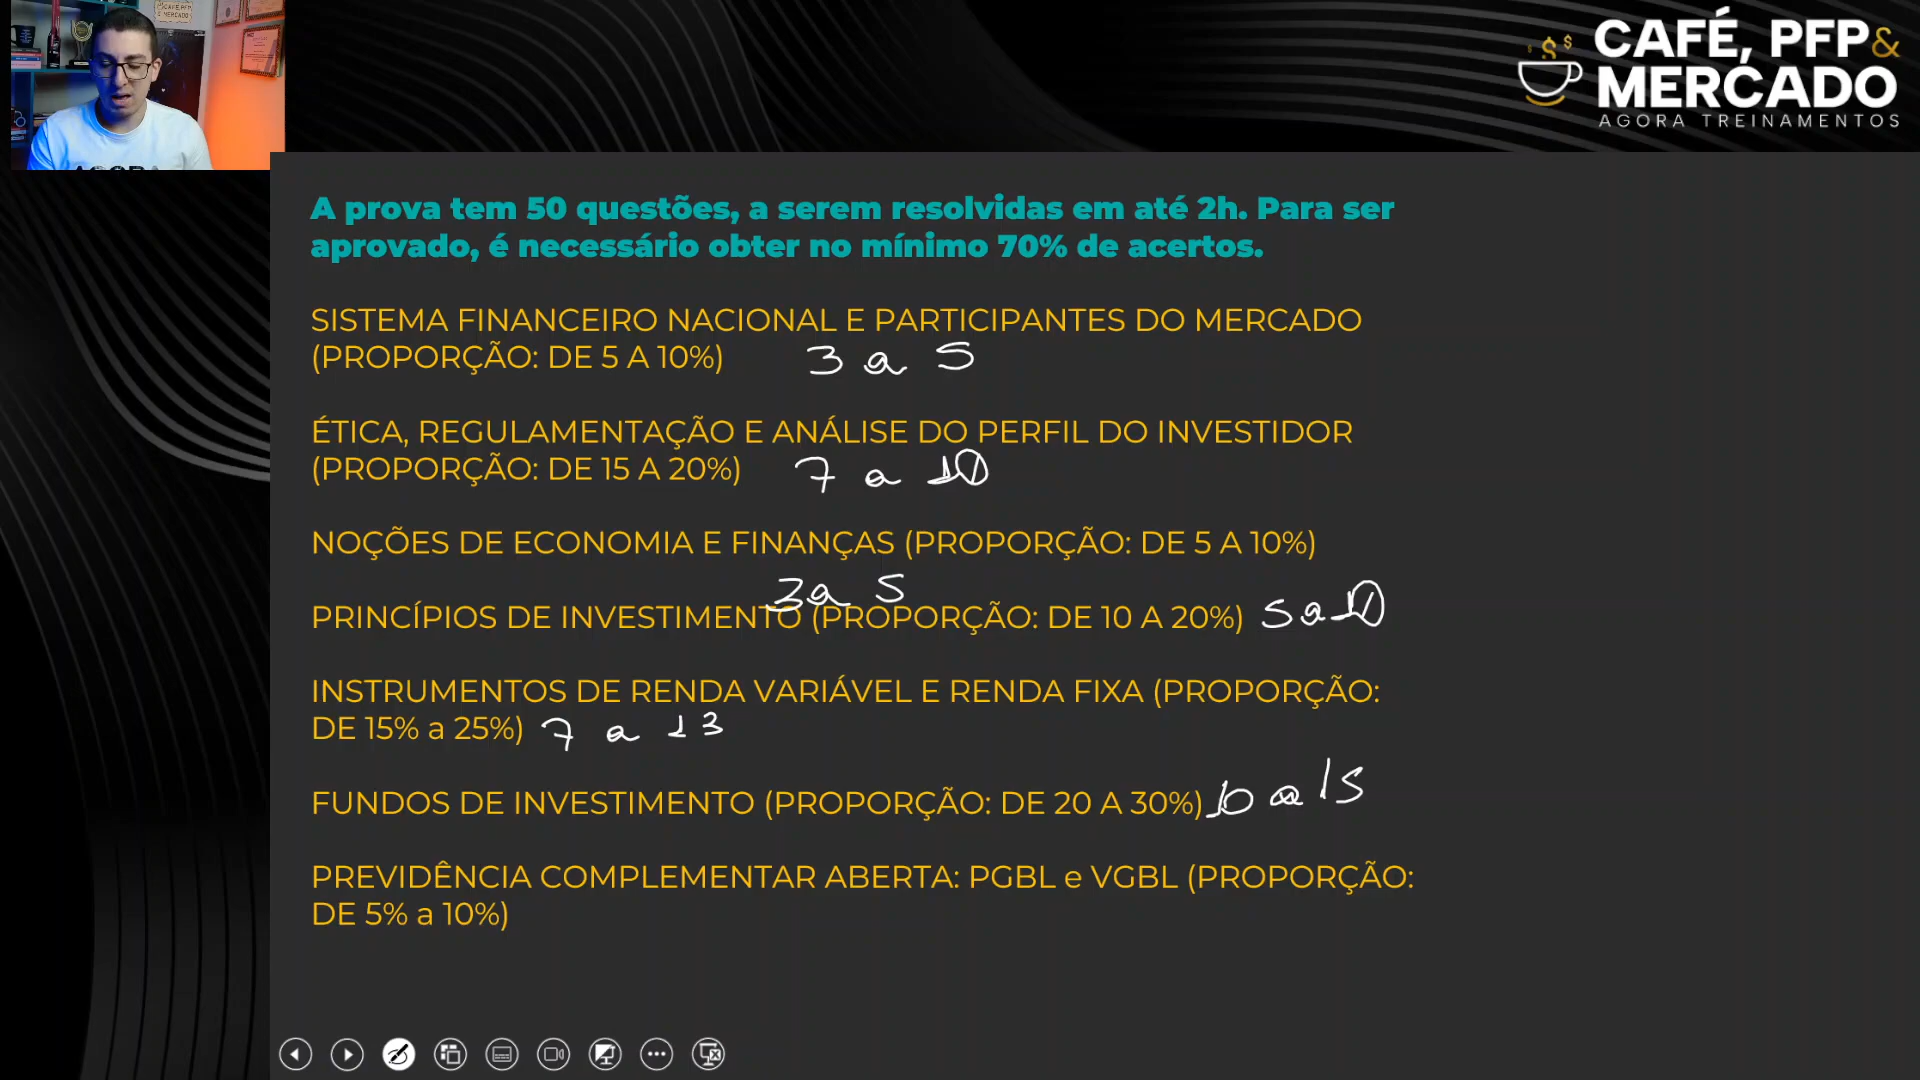 CAFÉ, PFP&
MERCADO
AGORA TREINAMENTOS
A prova tem 50 questões, a serem resolvidas em até 2h. Para ser
aprovado, é necessário obter no mínimo 70% de acertos.
SISTEMA FINANCEIRO NACIONAL E PARTICIPANTES DO MERCADO
(PROPORÇÃO: DE 5 A 10%) 3 a 5
ÉTICA, REGULAMENTAÇÃO E ANÁLISE DO PERFIL DO INVESTIDOR
(PROPORÇÃO: DE 15 A 20%) 7 a 10
NOÇÕES DE ECONOMIA E FINANÇAS (PROPORÇÃO: DE 5 A 10%)
3 a 5
PRINCÍPIOS DE INVESTIMENTO (PROPORÇÃO: DE 10 A 20%) 5 a 10
INSTRUMENTOS DE RENDA VARIÁVEL E RENDA FIXA (PROPORÇÃO:
DE 15% a 25%) 7 a 13
FUNDOS DE INVESTIMENTO (PROPORÇÃO: DE 20 A 30%) 10 a 15
PREVIDÊNCIA COMPLEMENTAR ABERTA: PGBL e VGBL (PROPORÇÃO:
DE 5% a 10%)